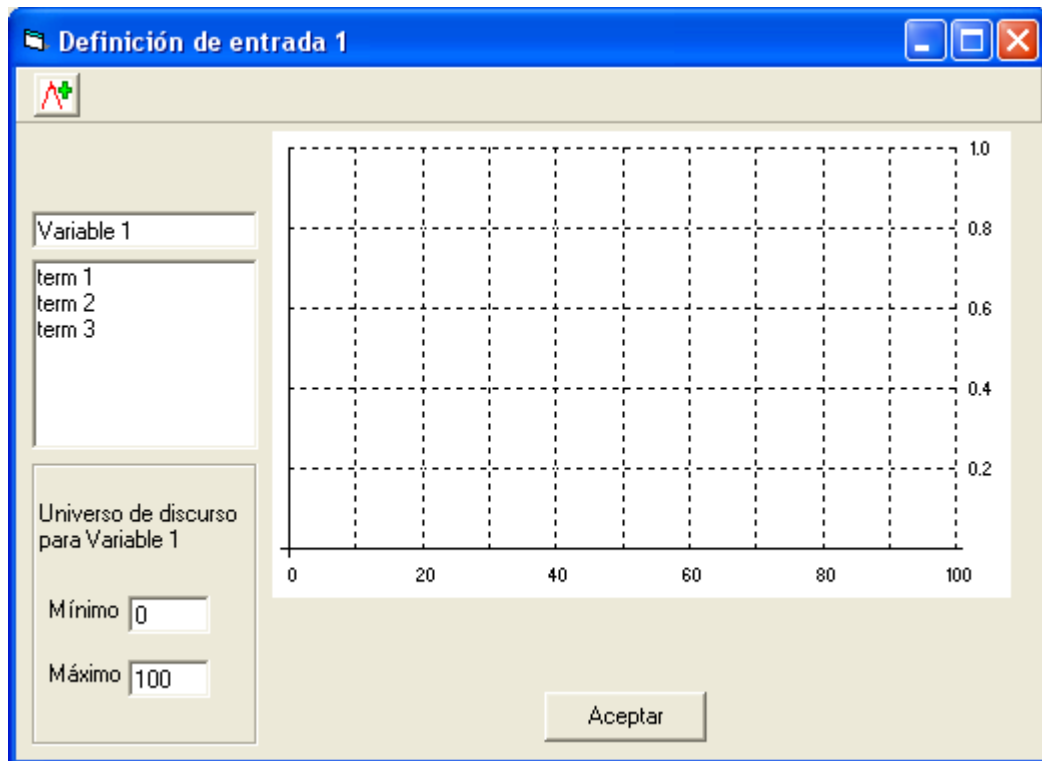 Definición de entrada 1
Variable 1
term 1
term 2
term 3
Universo de discurso
para Variable 1
Mínimo 0
Máximo 100
1.0
0.8
0.6
0.4
0.2
0 20 40 60 80 100
Aceptar